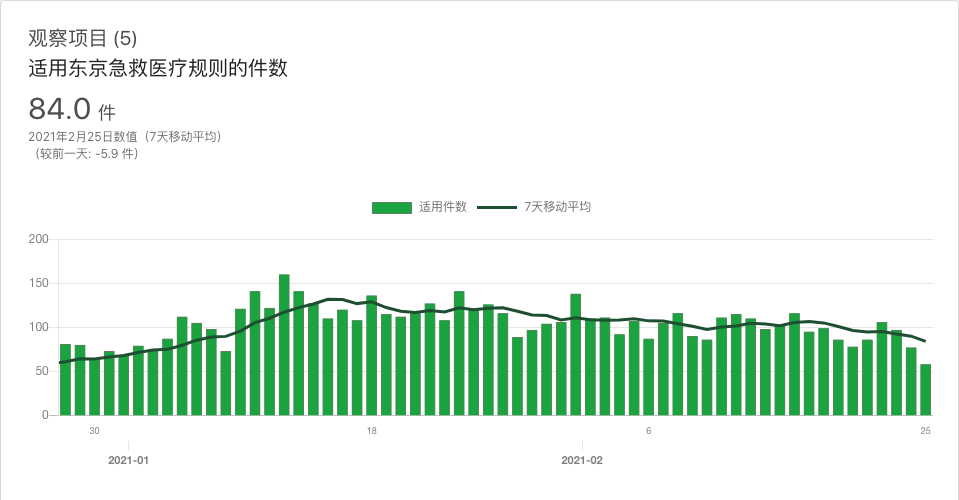 观察项目 (5)
适用东京急救医疗规则的件数
84.0 件
2021年2月25日数值（7天移动平均）
（较前一天: -5.9 件）
适用件数 7天移动平均
200
150
100
50
0
30 18 6 25
2021-01 2021-02